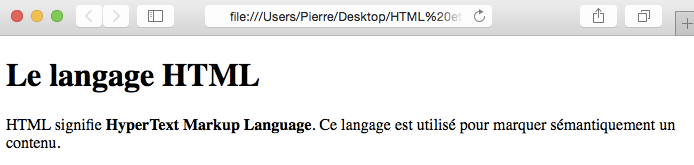 file:///Users/Pierre/Desktop/HTML%20et
Le langage HTML
HTML signifie HyperText Markup Language. Ce langage est utilisé pour marquer sémantiquement un
contenu.